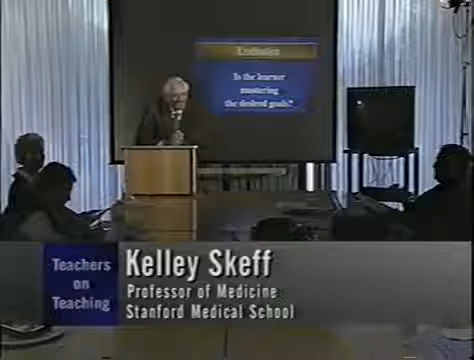 Evaluation
Is the learner
mastering
the desired goals?
Teachers
on
Teaching
Kelley Skeff
Professor of Medicine
Stanford Medical School